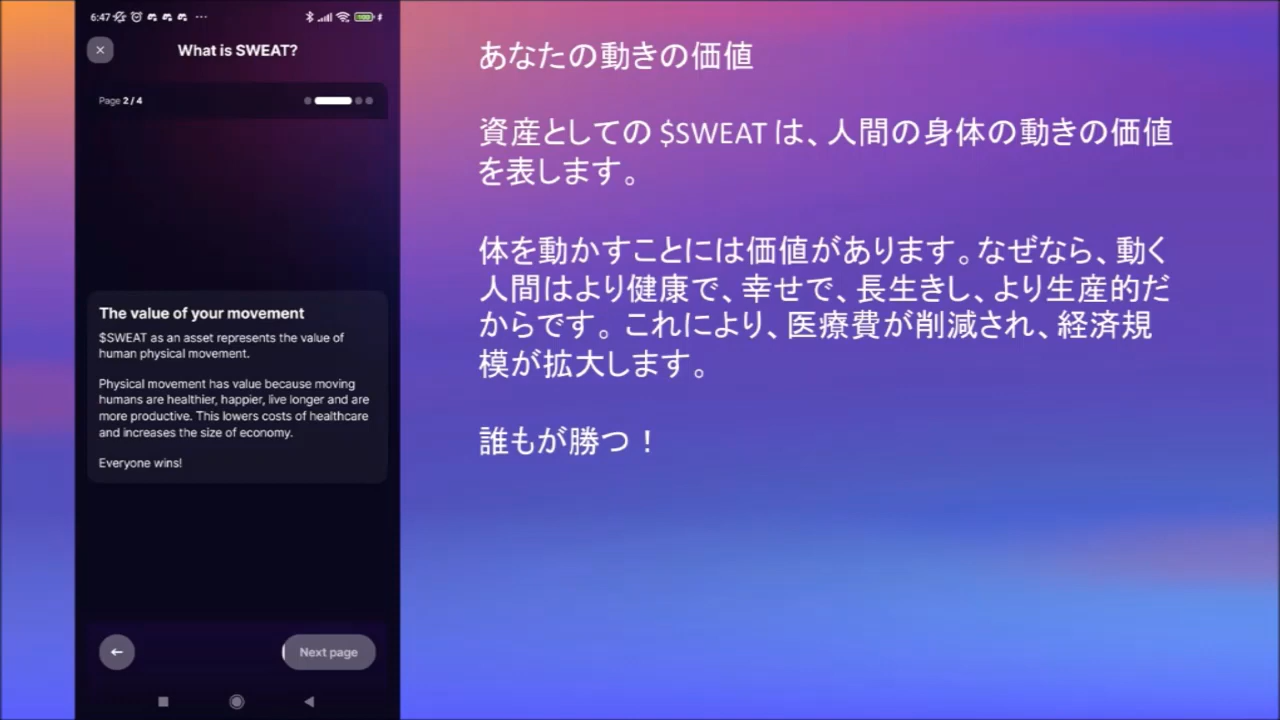 6:47
What is SWEAT?
Page 2 / 4
The value of your movement
$SWEAT as an asset represents the value of
human physical movement.
Physical movement has value because moving
humans are healthier, happier, live longer and are
more productive. This lowers costs of healthcare
and increases the size of economy.
Everyone wins!
Next page
あなたの動きの価値
資産としての $SWEAT は、人間の身体の動きの価値
を表します。
体を動かすことには価値があります。なぜなら、動く
人間はより健康で、幸せで、長生きし、より生産的だ
からです。これにより、医療費が削減され、経済規
模が拡大します。
誰もが勝つ！